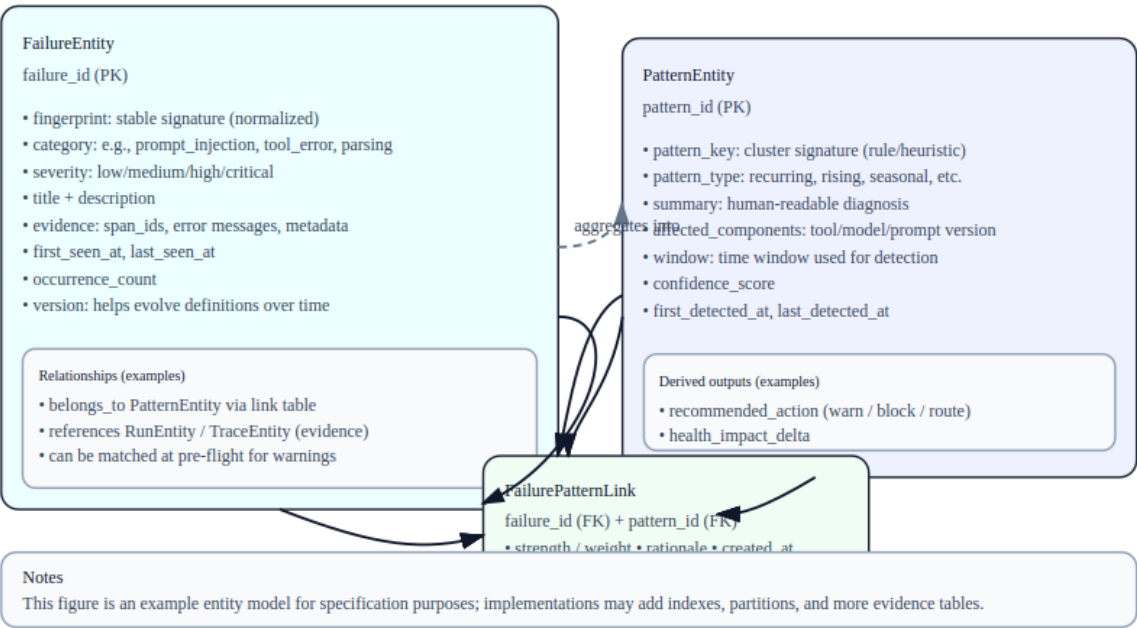 FailureEntity
failure_id (PK)
• fingerprint: stable signature (normalized)
• category: e.g., prompt_injection, tool_error, parsing
• severity: low/medium/high/critical
• title + description
• evidence: span_ids, error messages, metadata
• first_seen_at, last_seen_at
• occurrence_count
• version: helps evolve definitions over time
Relationships (examples)
• belongs_to PatternEntity via link table
• references RunEntity / TraceEntity (evidence)
• can be matched at pre-flight for warnings
aggregates into
PatternEntity
pattern_id (PK)
• pattern_key: cluster signature (rule/heuristic)
• pattern_type: recurring, rising, seasonal, etc.
• summary: human-readable diagnosis
• affected_components: tool/model/prompt version
• window: time window used for detection
• confidence_score
• first_detected_at, last_detected_at
Derived outputs (examples)
• recommended_action (warn / block / route)
• health_impact_delta
FailurePatternLink
failure_id (FK) + pattern_id (FK)
• strength / weight • rationale • created_at
Notes
This figure is an example entity model for specification purposes; implementations may add indexes, partitions, and more evidence tables.